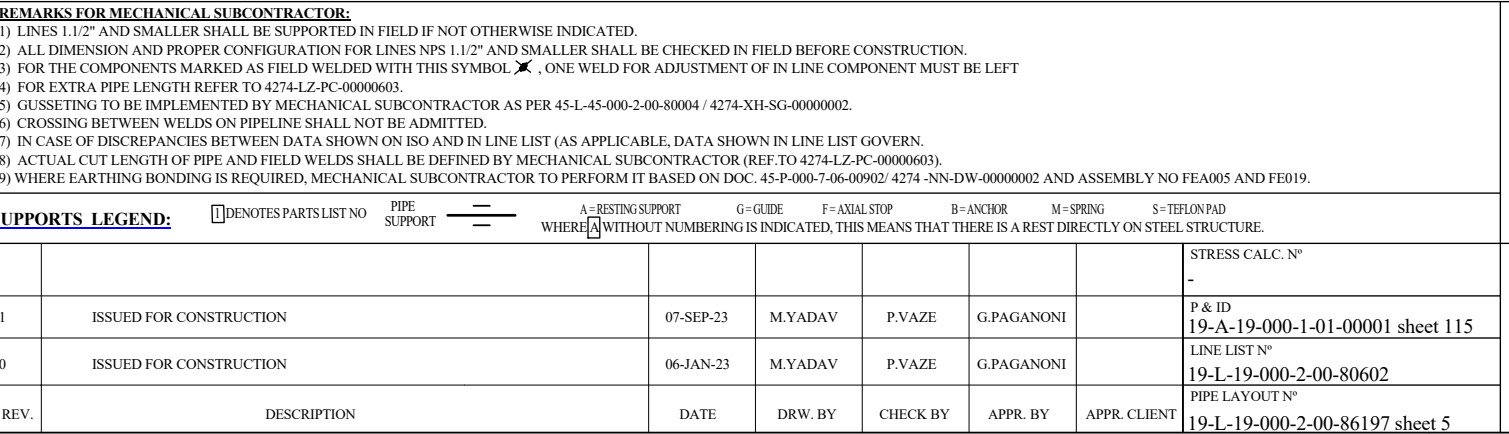 REMARKS FOR MECHANICAL SUBCONTRACTOR:
1) LINES 1.1/2" AND SMALLER SHALL BE SUPPORTED IN FIELD IF NOT OTHERWISE INDICATED.
2) ALL DIMENSION AND PROPER CONFIGURATION FOR LINES NPS 1.1/2" AND SMALLER SHALL BE CHECKED IN FIELD BEFORE CONSTRUCTION.
3) FOR THE COMPONENTS MARKED AS FIELD WELDED WITH THIS SYMBOL , ONE WELD FOR ADJUSTMENT OF IN LINE COMPONENT MUST BE LEFT
4) FOR EXTRA PIPE LENGTH REFER TO 4274-LZ-PC-00000603.
5) GUSSETING TO BE IMPLEMENTED BY MECHANICAL SUBCONTRACTOR AS PER 45-L-45-000-2-00-80004 / 4274-XH-SG-00000002.
6) CROSSING BETWEEN WELDS ON PIPELINE SHALL NOT BE ADMITTED.
7) IN CASE OF DISCREPANCIES BETWEEN DATA SHOWN ON ISO AND IN LINE LIST (AS APPLICABLE, DATA SHOWN IN LINE LIST GOVERN.
8) ACTUAL CUT LENGTH OF PIPE AND FIELD WELDS SHALL BE DEFINED BY MECHANICAL SUBCONTRACTOR (REF.TO 4274-LZ-PC-00000603).
9) WHERE EARTHING BONDING IS REQUIRED, MECHANICAL SUBCONTRACTOR TO PERFORM IT BASED ON DOC. 45-P-000-7-06-00902/ 4274 -NN-DW-00000002 AND ASSEMBLY NO FEA005 AND FE019.
UPPORTS LEGEND: 1 DENOTES PARTS LIST NO PIPE SUPPORT A = RESTING SUPPORT G = GUIDE F = AXIAL STOP B = ANCHOR M = SPRING S = TEFLON PAD
WHERE A WITHOUT NUMBERING IS INDICATED, THIS MEANS THAT THERE IS A REST DIRECTLY ON STEEL STRUCTURE.
STRESS CALC. Nº
-
1 ISSUED FOR CONSTRUCTION 07-SEP-23 M.YADAV P.VAZE G.PAGANONI P & ID
19-A-19-000-1-01-00001 sheet 115
0 ISSUED FOR CONSTRUCTION 06-JAN-23 M.YADAV P.VAZE G.PAGANONI LINE LIST Nº
19-L-19-000-2-00-80602
REV. DESCRIPTION DATE DRW. BY CHECK BY APPR. BY APPR. CLIENT PIPE LAYOUT Nº
19-L-19-000-2-00-86197 sheet 5